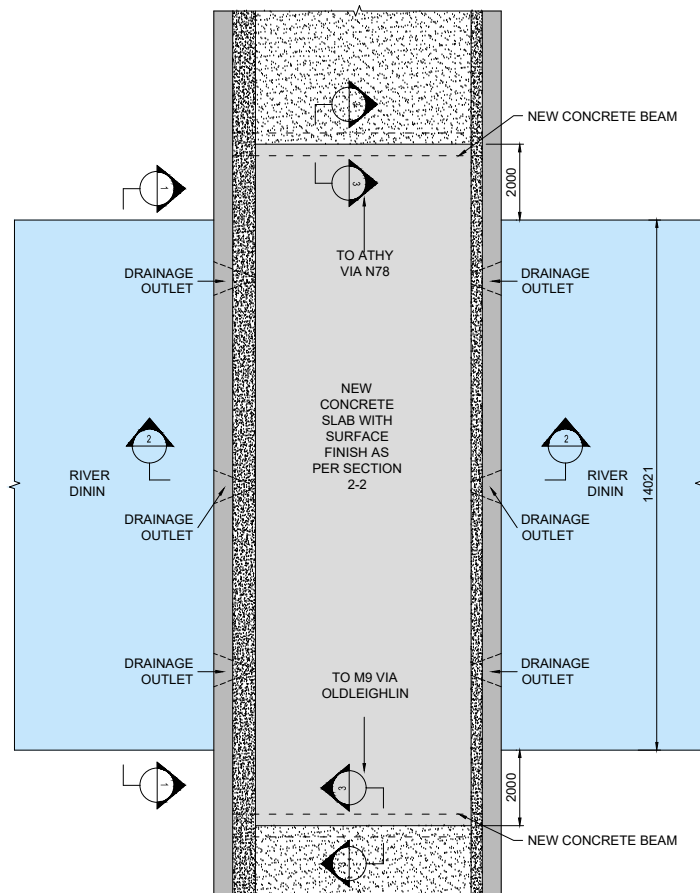 NEW CONCRETE BEAM
1
3
2000
TO ATHY
VIA N78
DRAINAGE
OUTLET
DRAINAGE
OUTLET
NEW
CONCRETE
SLAB WITH
SURFACE
FINISH AS
PER SECTION
2-2
2
2
RIVER
DININ
RIVER
DININ
14021
DRAINAGE
OUTLET
DRAINAGE
OUTLET
DRAINAGE
OUTLET
DRAINAGE
OUTLET
TO M9 VIA
OLDLEIGHLIN
1
3
2000
NEW CONCRETE BEAM